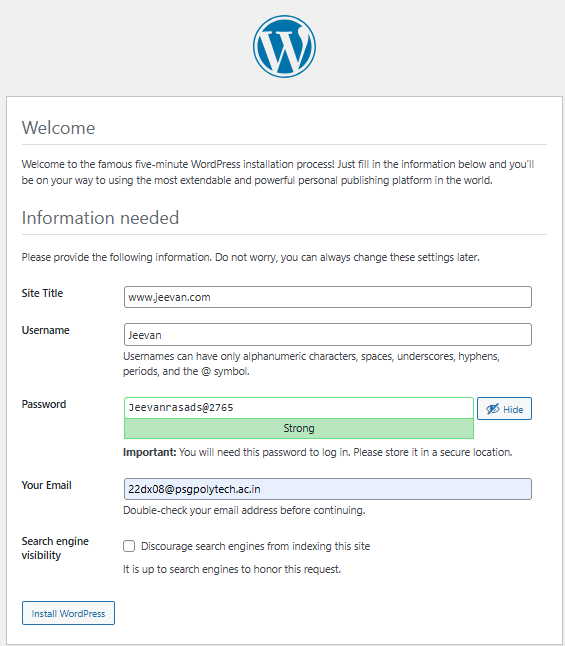 Welcome
Welcome to the famous five-minute WordPress installation process! Just fill in the information below and you'll
be on your way to using the most extendable and powerful personal publishing platform in the world.
Information needed
Please provide the following information. Do not worry, you can always change these settings later.
Site Title
www.jeevan.com
Username
Jeevan
Usernames can have only alphanumeric characters, spaces, underscores, hyphens,
periods, and the @ symbol.
Password
Jeevanrasads@2765
Hide
Strong
Important: You will need this password to log in. Please store it in a secure location.
Your Email
22dx08@psgpolytech.ac.in
Double-check your email address before continuing.
Search engine
visibility
Discourage search engines from indexing this site
It is up to search engines to honor this request.
Install WordPress